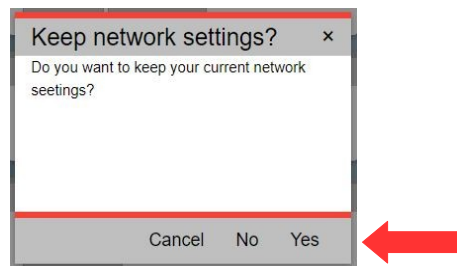 Keep network settings? ×
Do you want to keep your current network
seetings?
Cancel No Yes